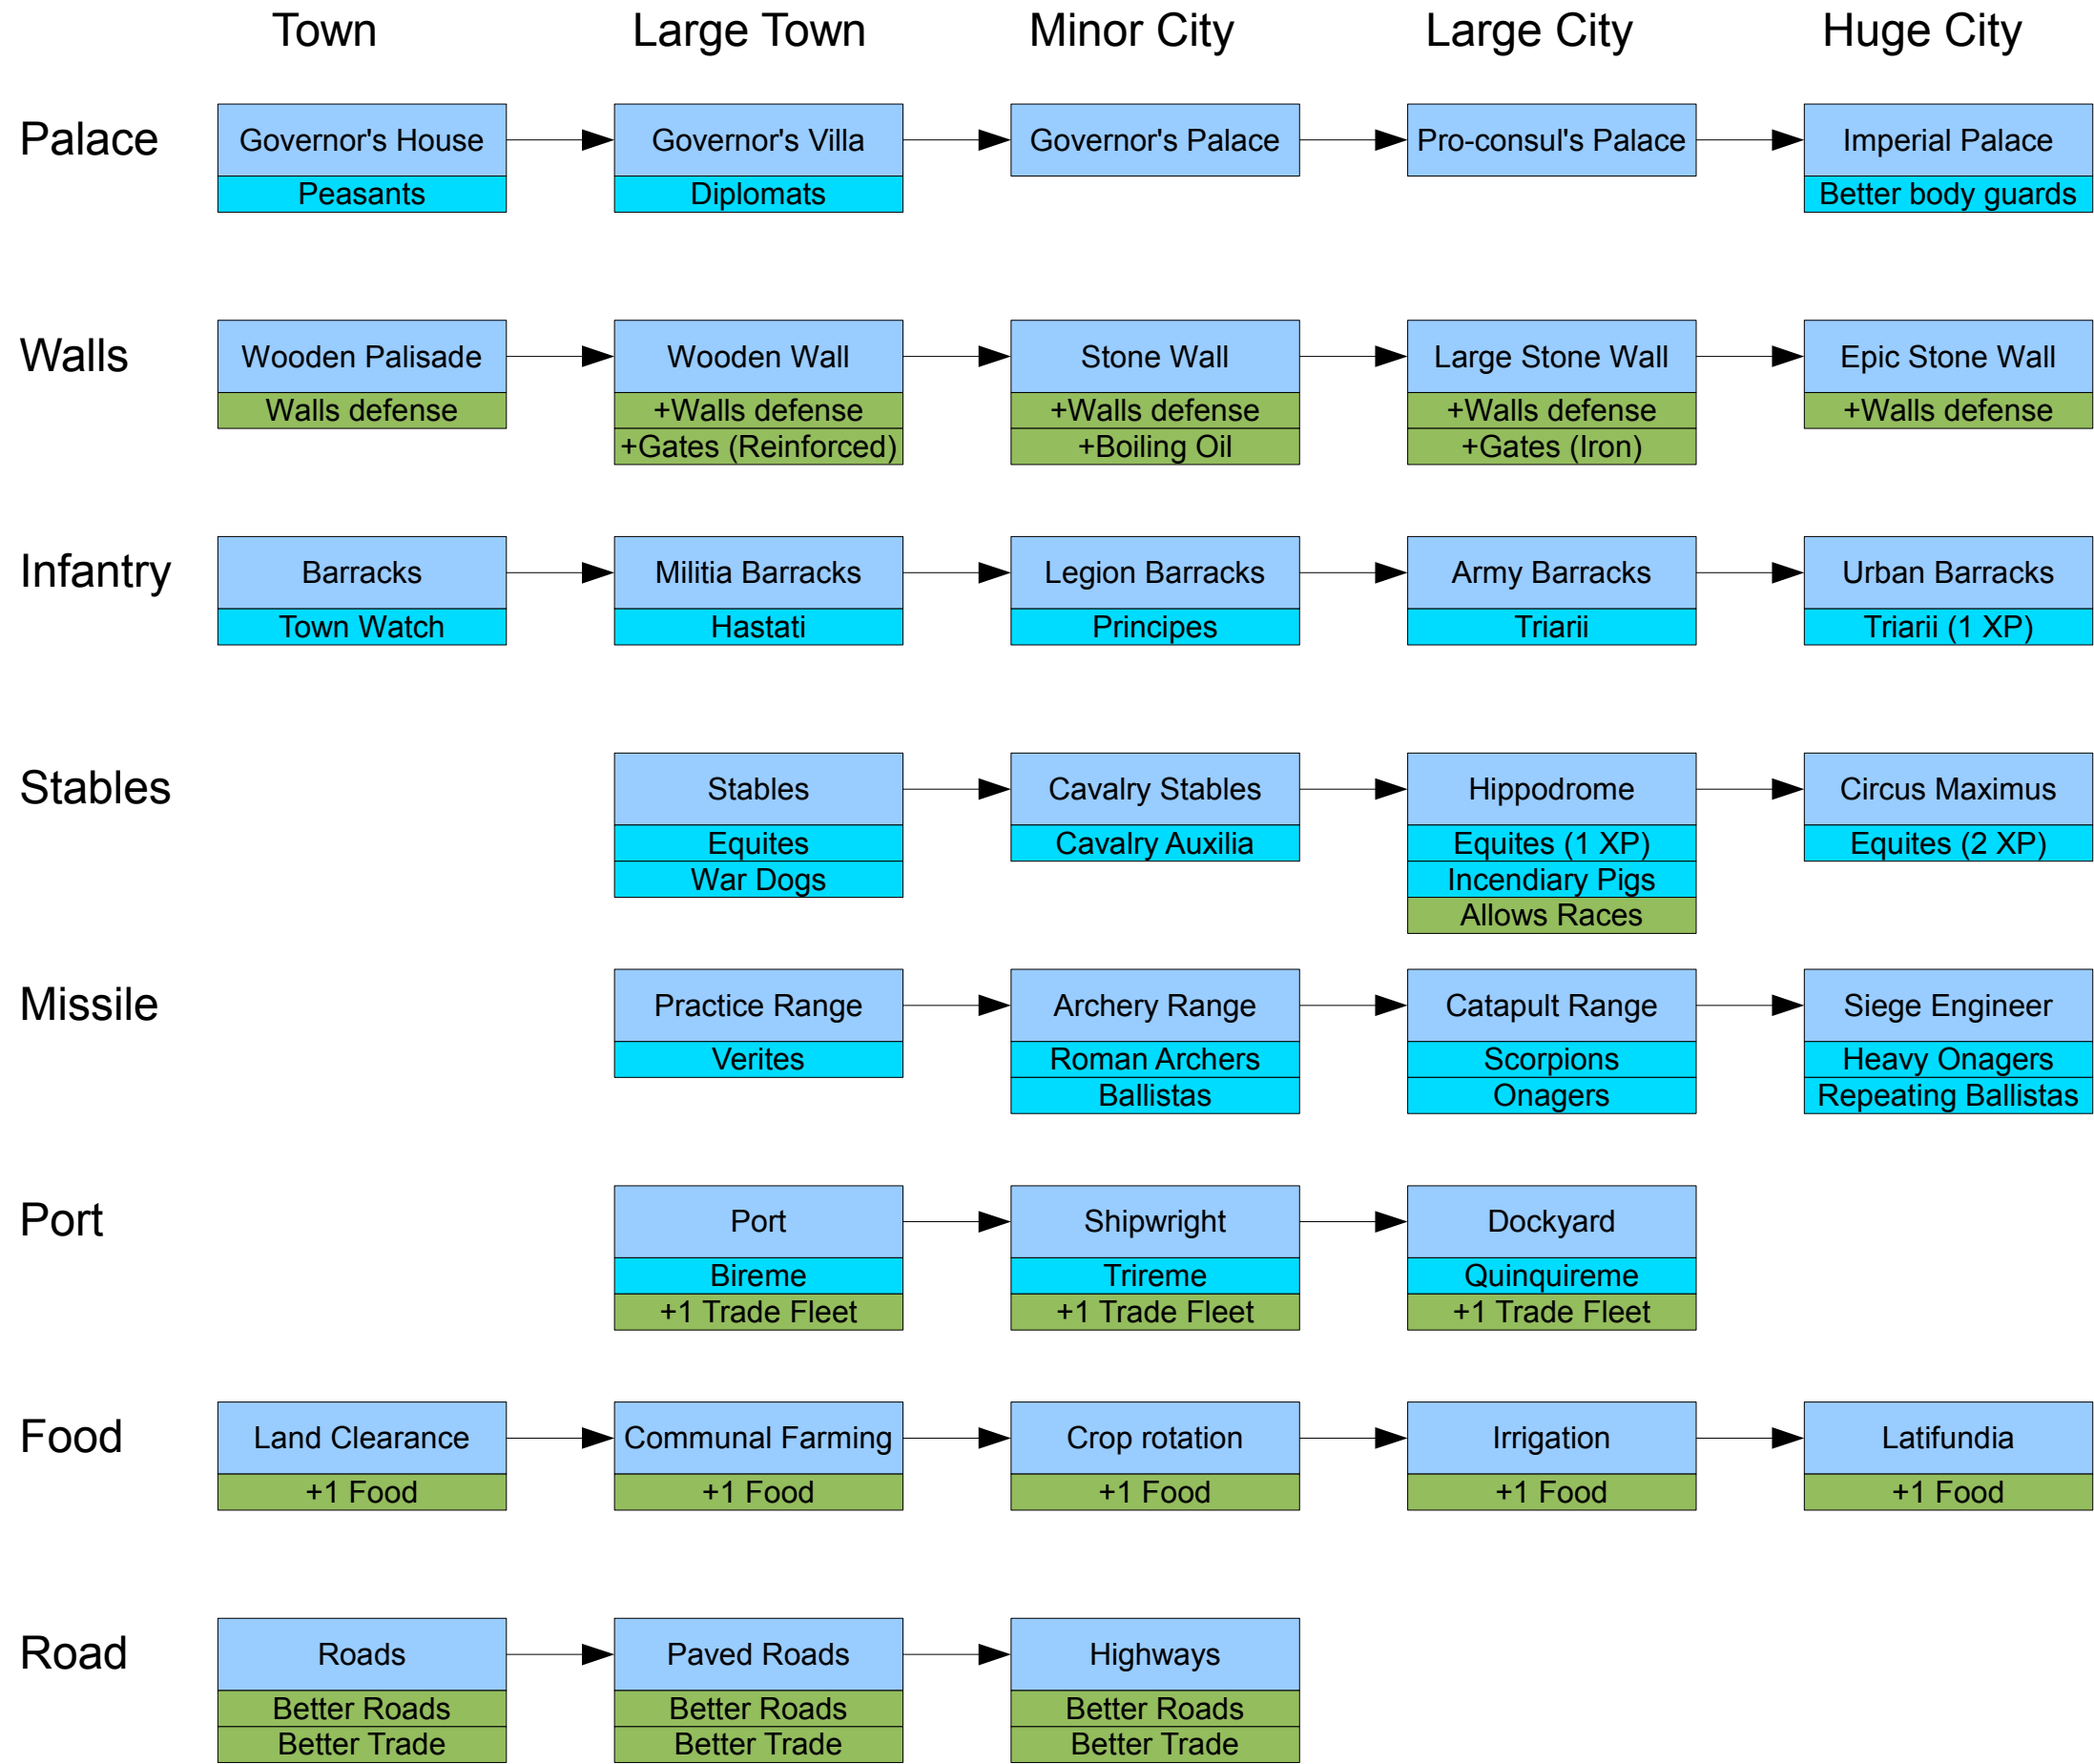 Town Large Town Minor City Large City Huge City
Palace Governor's House Governor's Villa Governor's Palace Pro-consul's Palace Imperial Palace
Peasants Diplomats Better body guards
Walls Wooden Palisade Wooden Wall Stone Wall Large Stone Wall Epic Stone Wall
Walls defense +Walls defense +Walls defense +Walls defense +Walls defense
+Gates (Reinforced) +Boiling Oil +Gates (Iron)
Infantry Barracks Militia Barracks Legion Barracks Army Barracks Urban Barracks
Town Watch Hastati Principes Triarii Triarii (1 XP)
Stables Stables Cavalry Stables Hippodrome Circus Maximus
Equites Cavalry Auxilia Equites (1 XP) Equites (2 XP)
War Dogs Incendiary Pigs
Allows Races
Missile Practice Range Archery Range Catapult Range Siege Engineer
Verites Roman Archers Scorpions Heavy Onagers
Ballistas Onagers Repeating Ballistas
Port Port Shipwright Dockyard
Bireme Trireme Quinquireme
+1 Trade Fleet +1 Trade Fleet +1 Trade Fleet
Food Land Clearance Communal Farming Crop rotation Irrigation Latifundia
+1 Food +1 Food +1 Food +1 Food +1 Food
Road Roads Paved Roads Highways
Better Roads Better Roads Better Roads
Better Trade Better Trade Better Trade